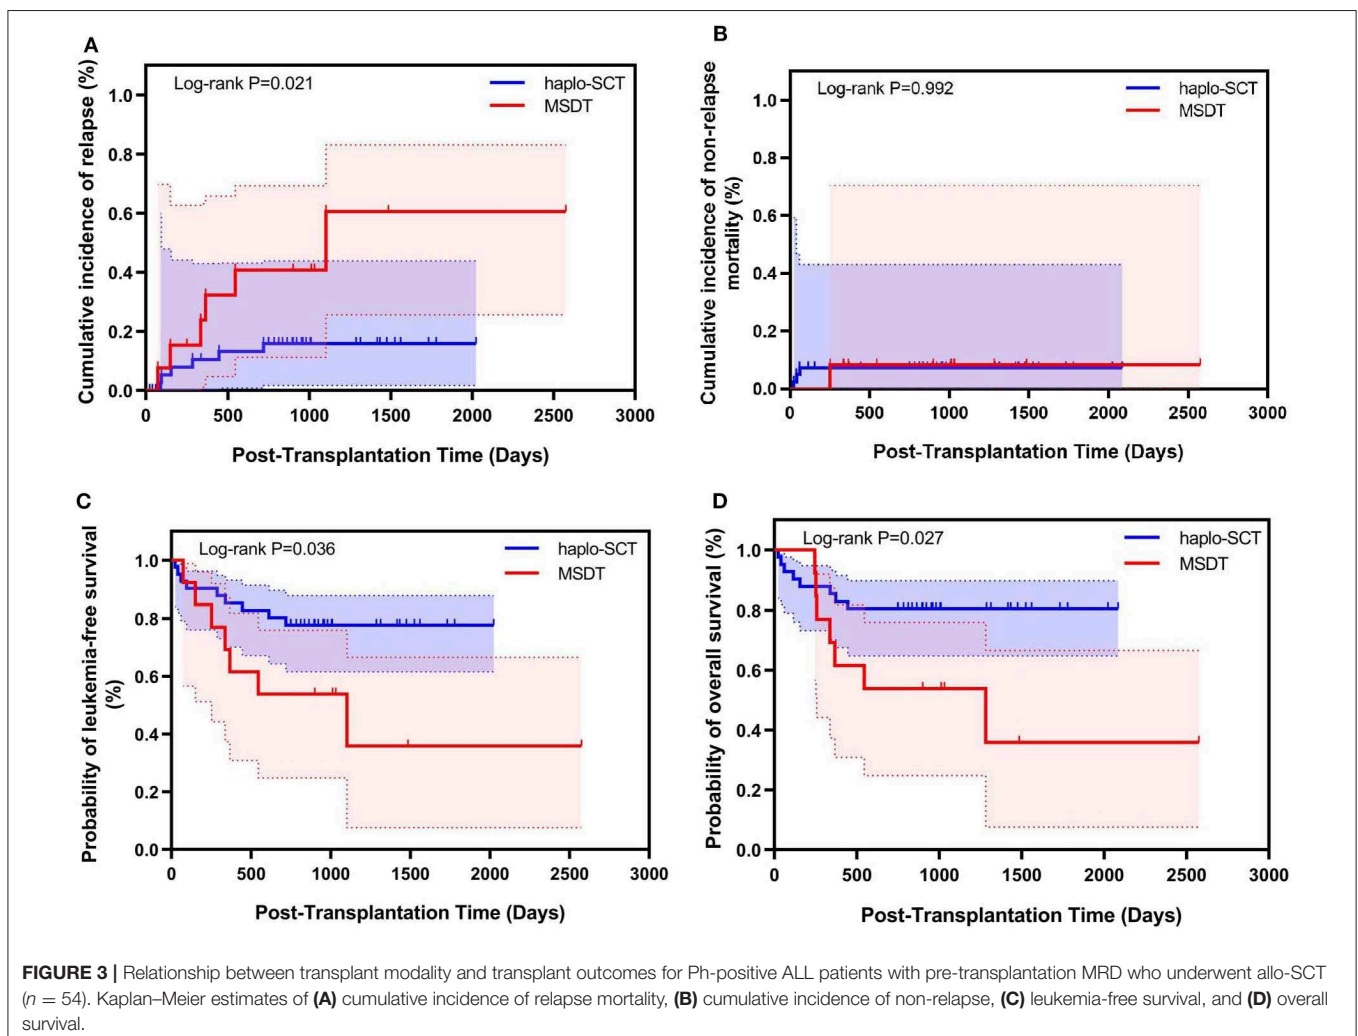 A
Log-rank P=0.021
haplo-SCT
MSDT
Cumulative incidence of relapse (%)
1.0
0.8
0.6
0.4
0.2
0.0
0 500 1000 1500 2000 2500 3000
Post-Transplantation Time (Days)
B
Log-rank P=0.992
haplo-SCT
MSDT
Cumulative incidence of non-relapse
mortality (%)
1.0
0.8
0.6
0.4
0.2
0.0
0 500 1000 1500 2000 2500 3000
Post-Transplantation Time (Days)
C
Log-rank P=0.036
haplo-SCT
MSDT
Probability of leukemia-free survival
(%)
1.0
0.8
0.6
0.4
0.2
0.0
0 500 1000 1500 2000 2500 3000
Post-Transplantation Time (Days)
D
Log-rank P=0.027
haplo-SCT
MSDT
Probability of overall survival (%)
1.0
0.8
0.6
0.4
0.2
0.0
0 500 1000 1500 2000 2500 3000
Post-Transplantation Time (Days)
FIGURE 3 | Relationship between transplant modality and transplant outcomes for Ph-positive ALL patients with pre-transplantation MRD who underwent allo-SCT
(n = 54). Kaplan–Meier estimates of (A) cumulative incidence of relapse mortality, (B) cumulative incidence of non-relapse, (C) leukemia-free survival, and (D) overall
survival.